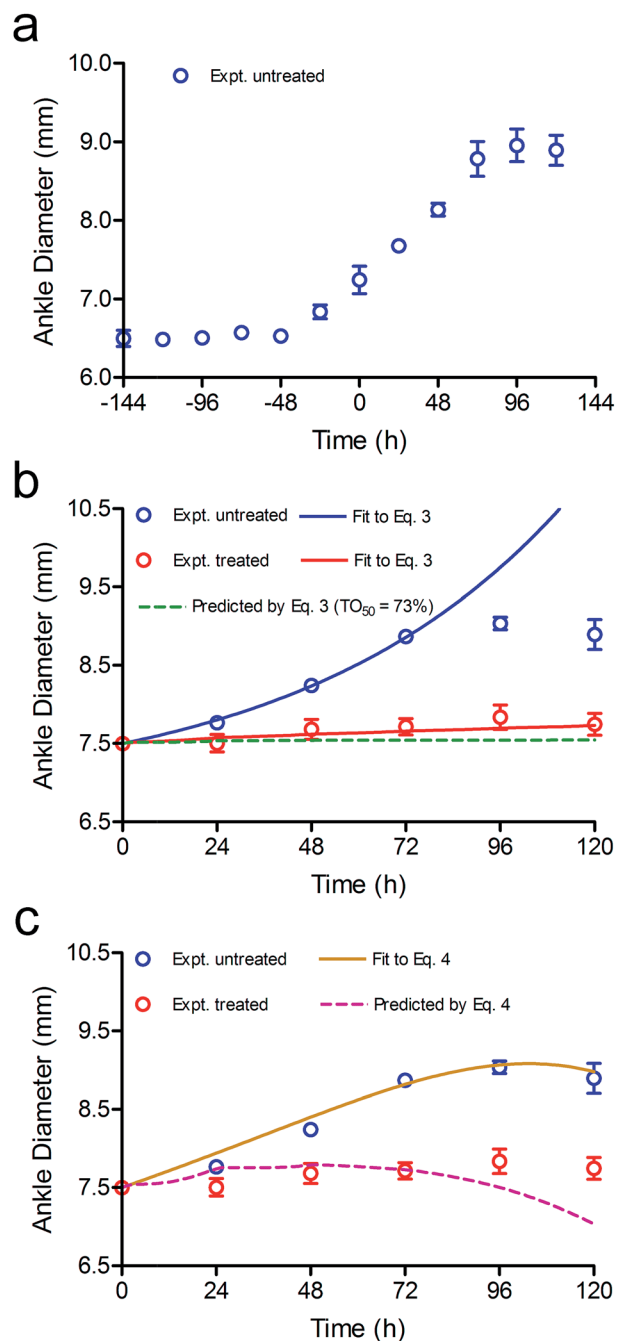 a
10.0
9.0
8.0
7.0
6.0
Ankle Diameter (mm)
Expt. untreated
-144 -96 -48 0 48 96 144
Time (h)
b
10.5
9.5
8.5
7.5
6.5
Ankle Diameter (mm)
Expt. untreated Fit to Eq. 3
Expt. treated Fit to Eq. 3
Predicted by Eq. 3 (TO₅₀ = 73%)
0 24 48 72 96 120
Time (h)
c
10.5
9.5
8.5
7.5
6.5
Ankle Diameter (mm)
Expt. untreated Fit to Eq. 4
Expt. treated Predicted by Eq. 4
0 24 48 72 96 120
Time (h)